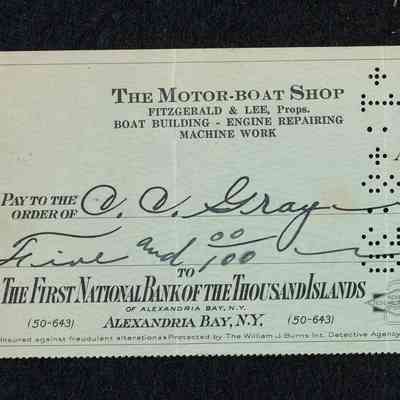 THE MOTOR-BOAT SHOP
FITZGERALD & LEE, Props.
BOAT BUILDING - ENGINE REPAIRING
MACHINE WORK
PAY TO THE
ORDER OF C. C. Gray
Five and 00/100
TO
THE FIRST NATIONAL BANK OF THE THOUSAND ISLANDS
OF ALEXANDRIA BAY, N.Y.
(50-643) ALEXANDRIA BAY, N.Y. (50-643)
Insured against fraudulent alterations Protected by The William J. Burns Int. Detective Agency